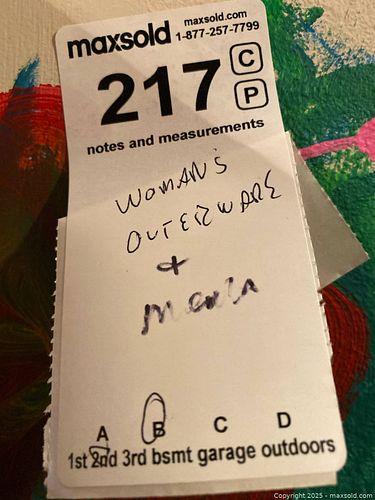 maxsold
maxsold.com
1-877-257-7799
217
C
P
notes and measurements
WOMAN'S
OUTERWARE
+
A B C D
1st 2nd 3rd bsmt garage outdoors
Copyright 2025 - maxsold.com